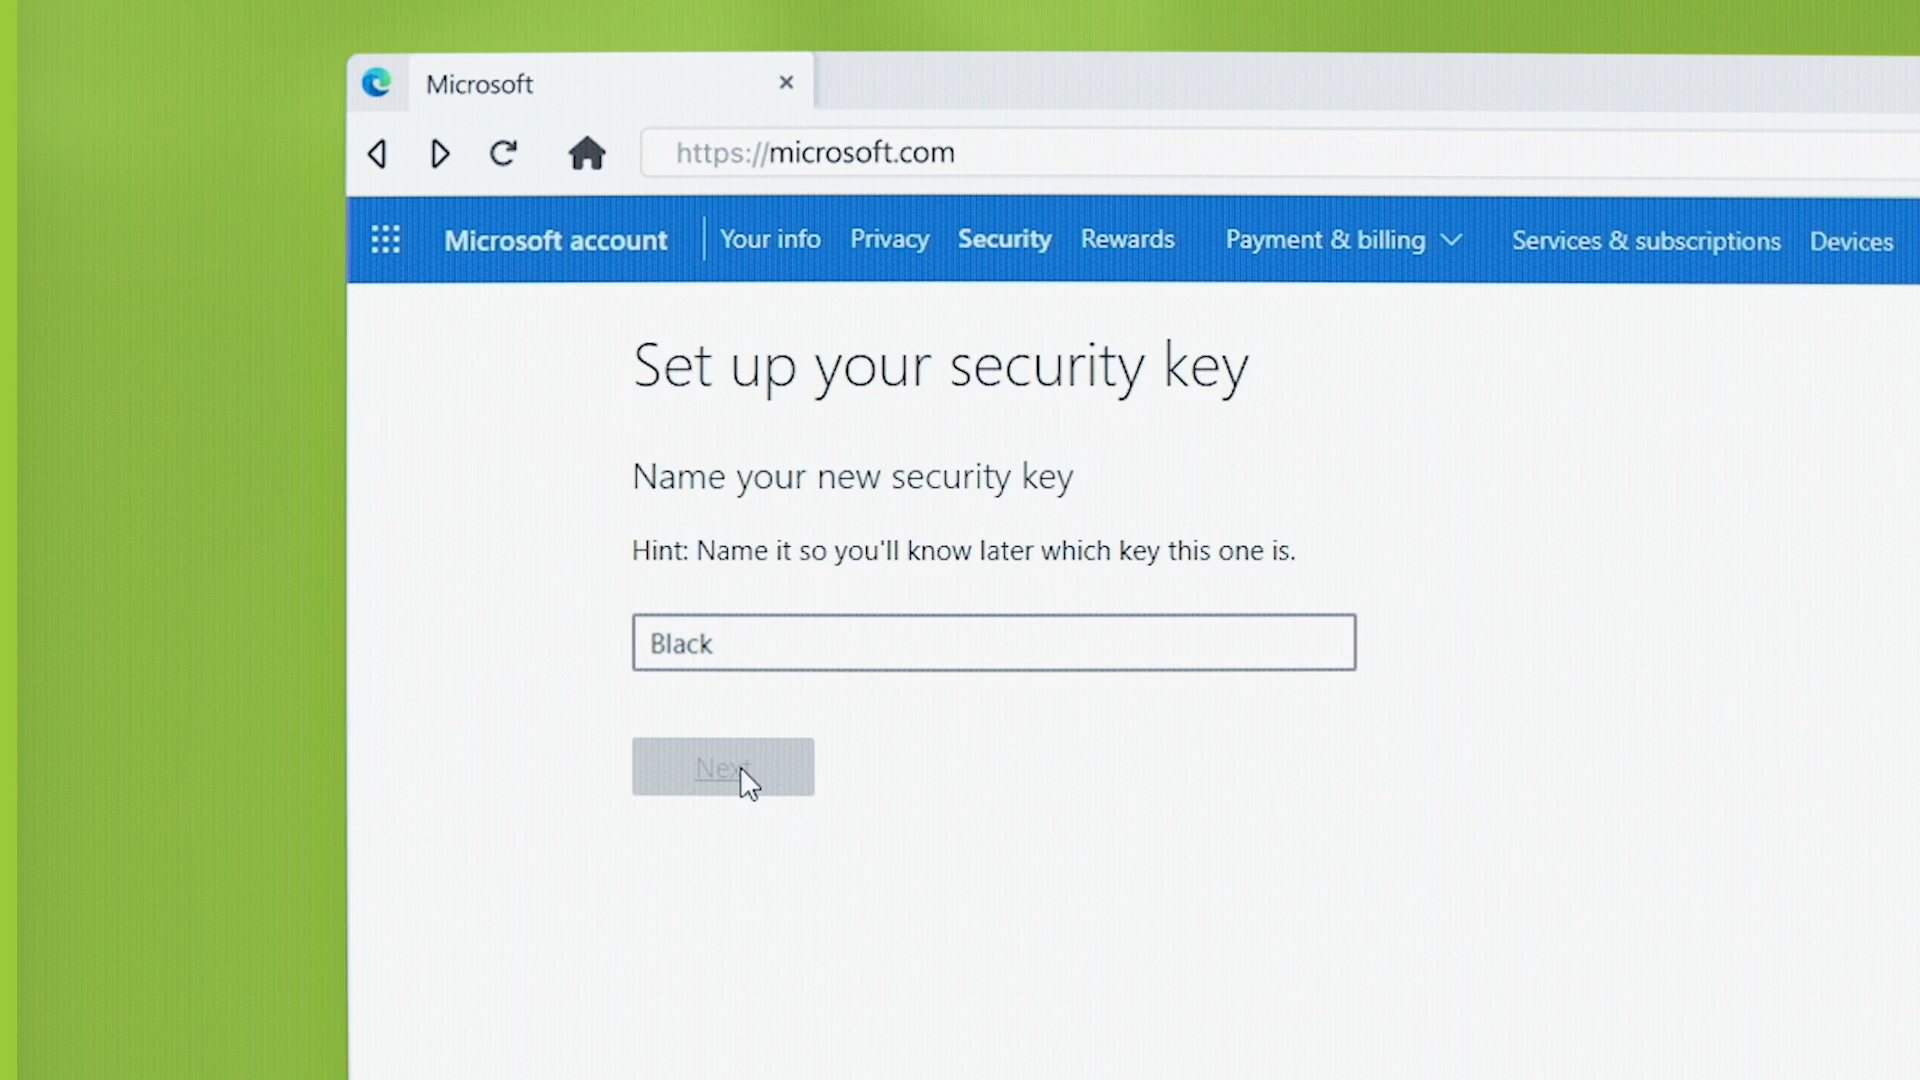 Microsoft
https://microsoft.com
Microsoft account Your info Privacy Security Rewards Payment & billing Services & subscriptions Devices
Set up your security key
Name your new security key
Hint: Name it so you'll know later which key this one is.
Black
Next